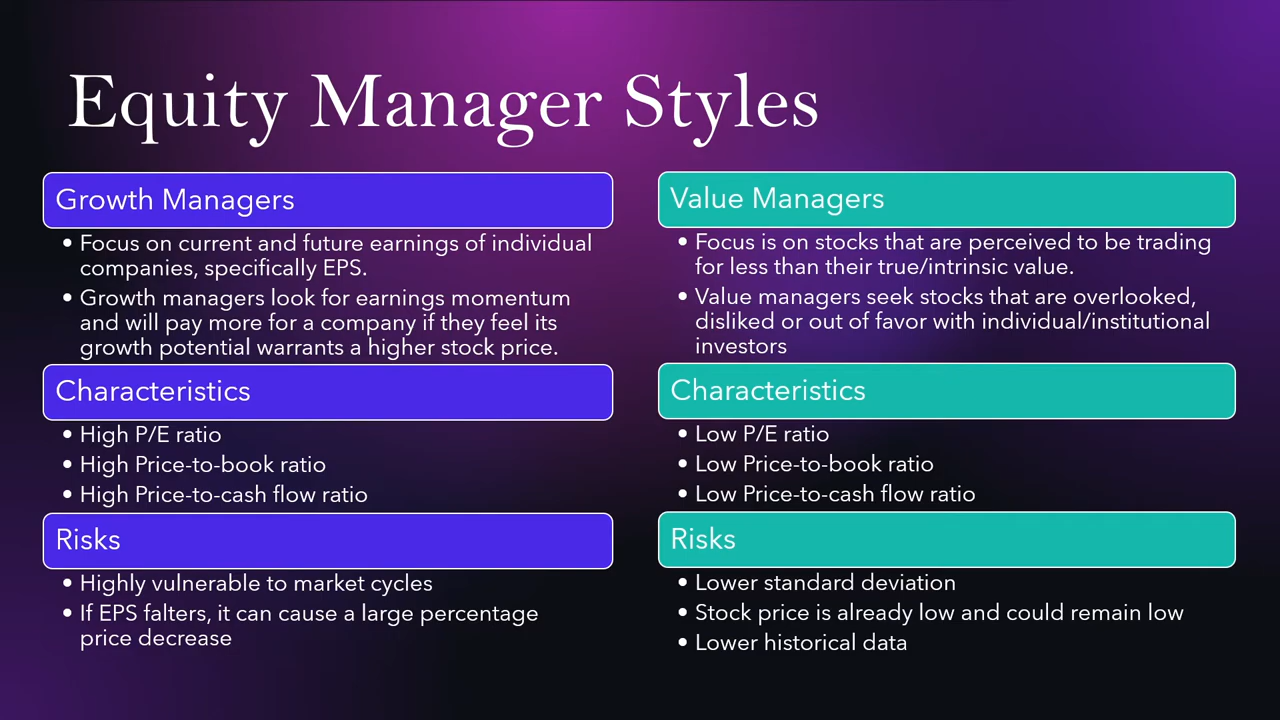 Equity Manager Styles
Growth Managers
• Focus on current and future earnings of individual
companies, specifically EPS.
• Growth managers look for earnings momentum
and will pay more for a company if they feel its
growth potential warrants a higher stock price.
Characteristics
• High P/E ratio
• High Price-to-book ratio
• High Price-to-cash flow ratio
Risks
• Highly vulnerable to market cycles
• If EPS falters, it can cause a large percentage
price decrease
Value Managers
• Focus is on stocks that are perceived to be trading
for less than their true/intrinsic value.
• Value managers seek stocks that are overlooked,
disliked or out of favor with individual/institutional
investors
Characteristics
• Low P/E ratio
• Low Price-to-book ratio
• Low Price-to-cash flow ratio
Risks
• Lower standard deviation
• Stock price is already low and could remain low
• Lower historical data